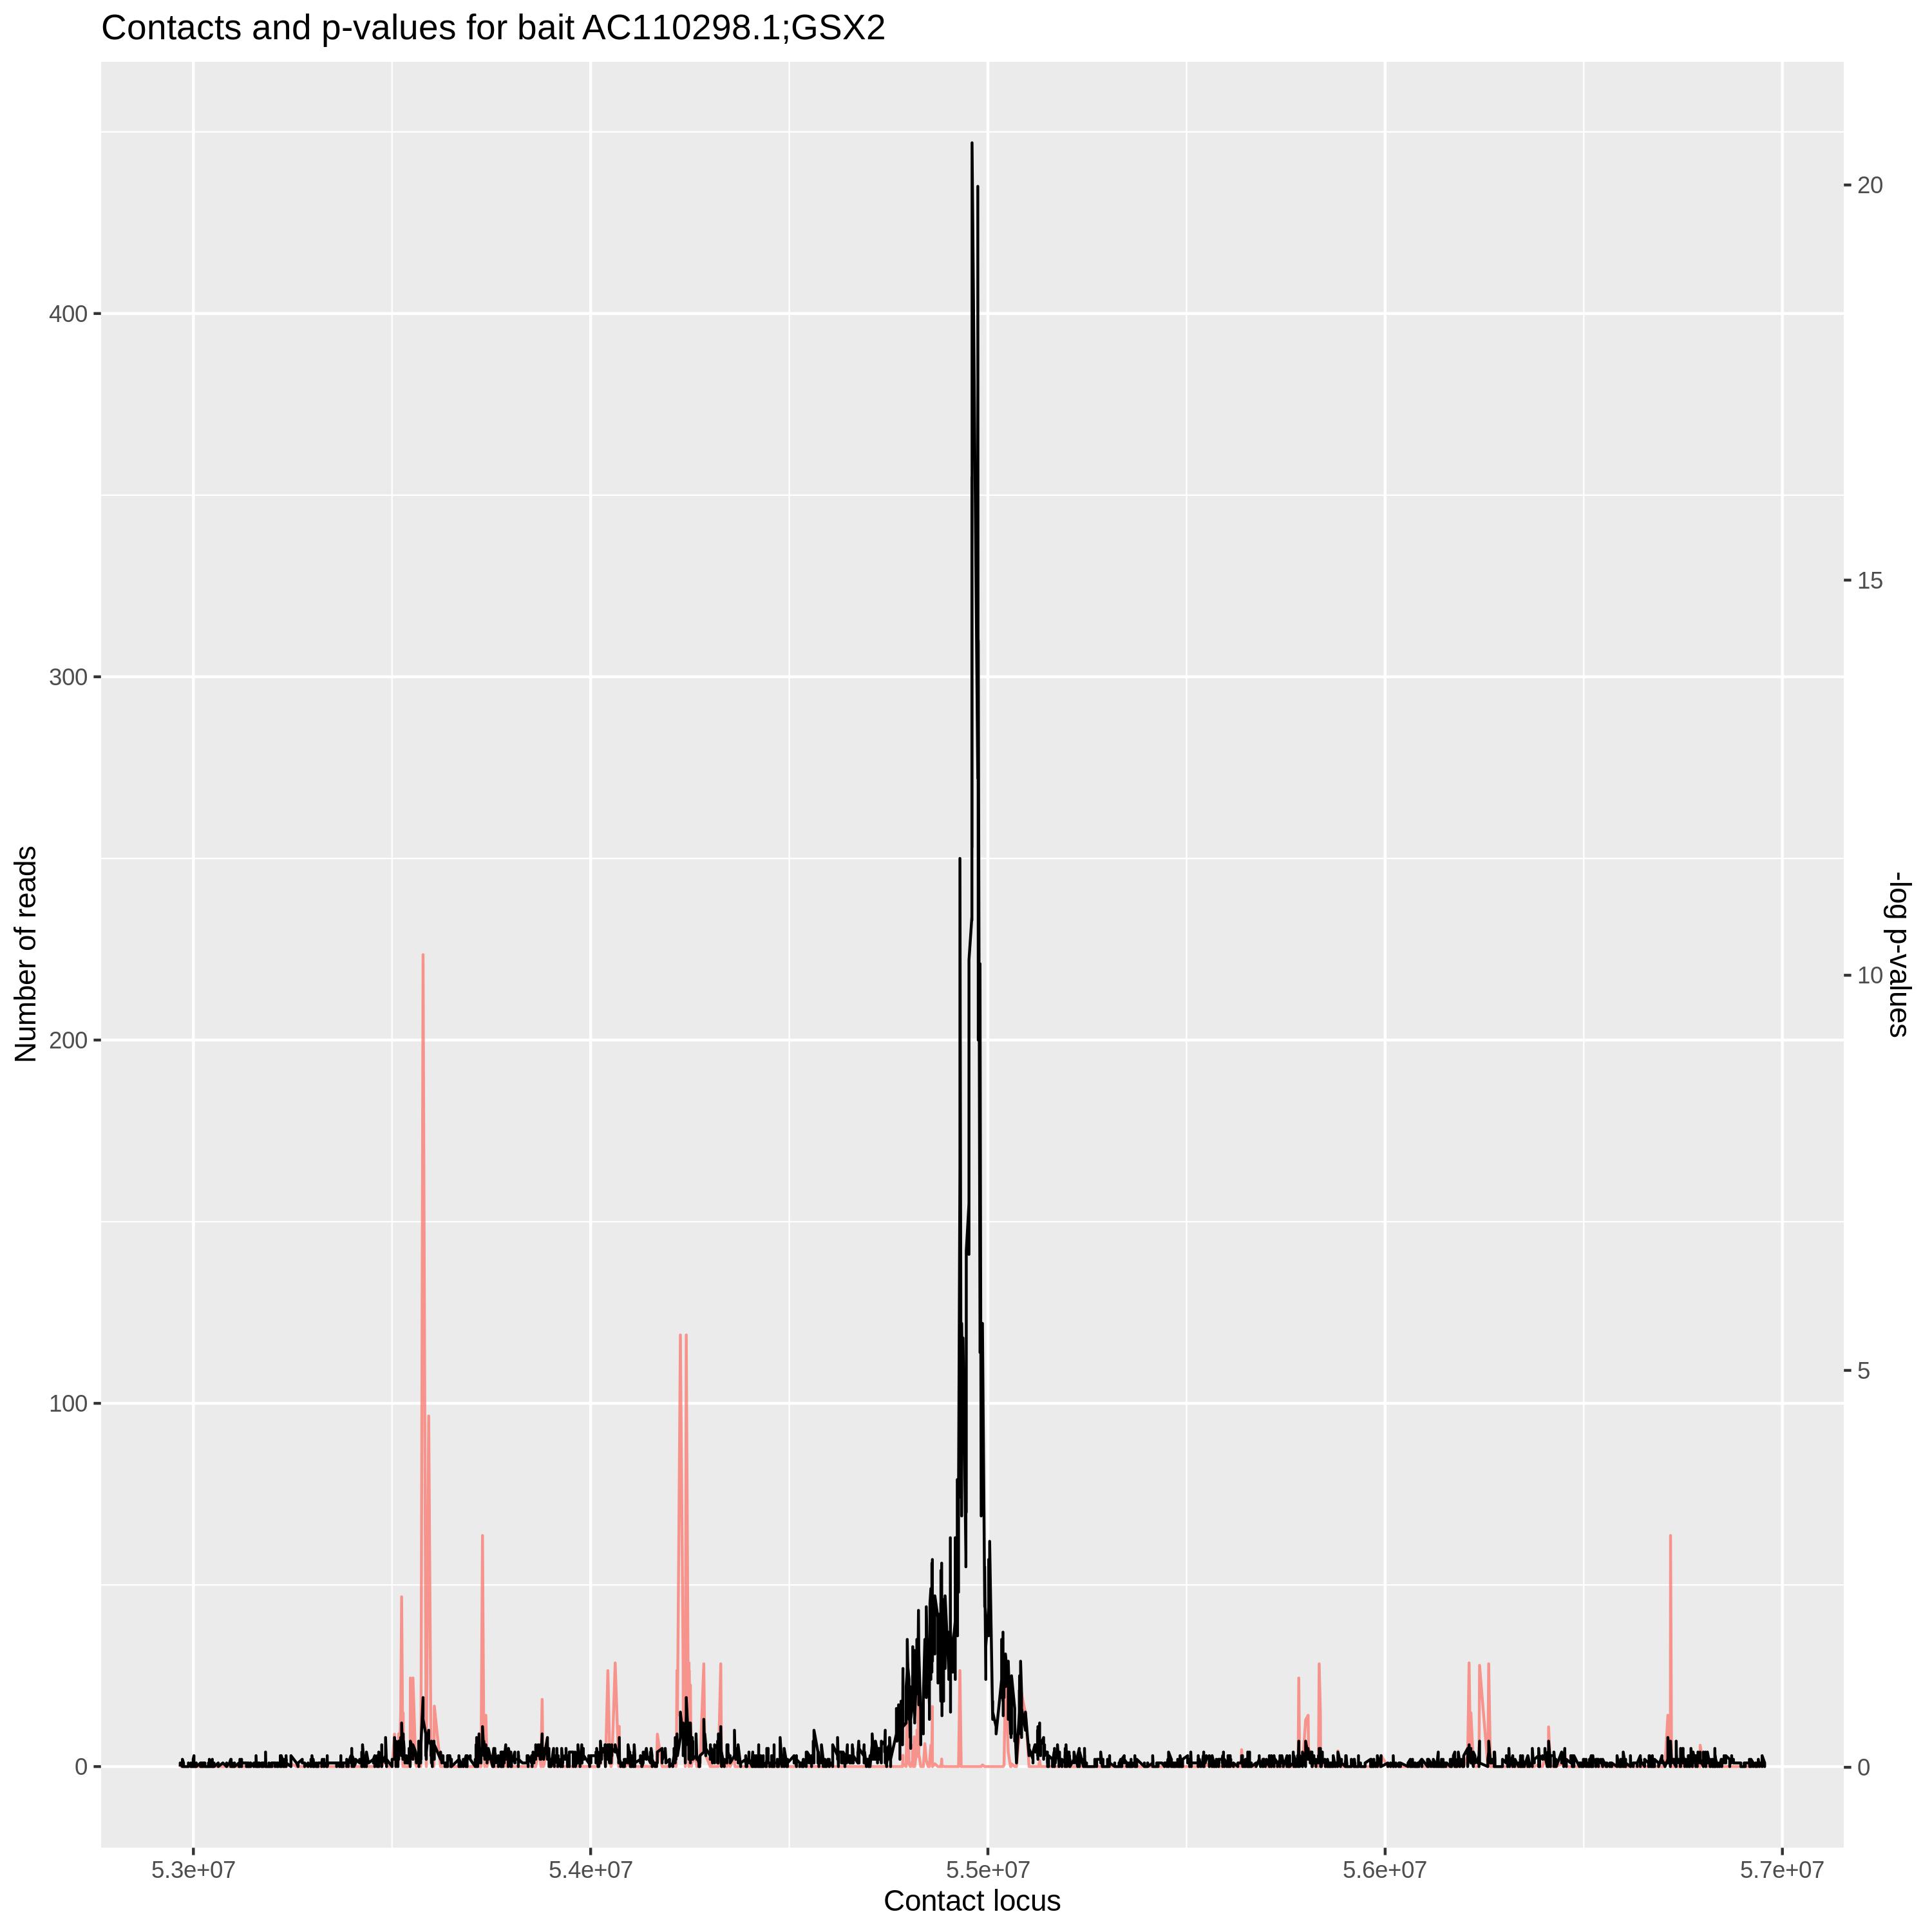 Contacts and p-values for bait AC110298.1;GSX2
Number of reads
400
300
200
100
0
20
15
10
5
0
-log p-values
5.3e+07
5.4e+07
5.5e+07
5.6e+07
5.7e+07
Contact locus